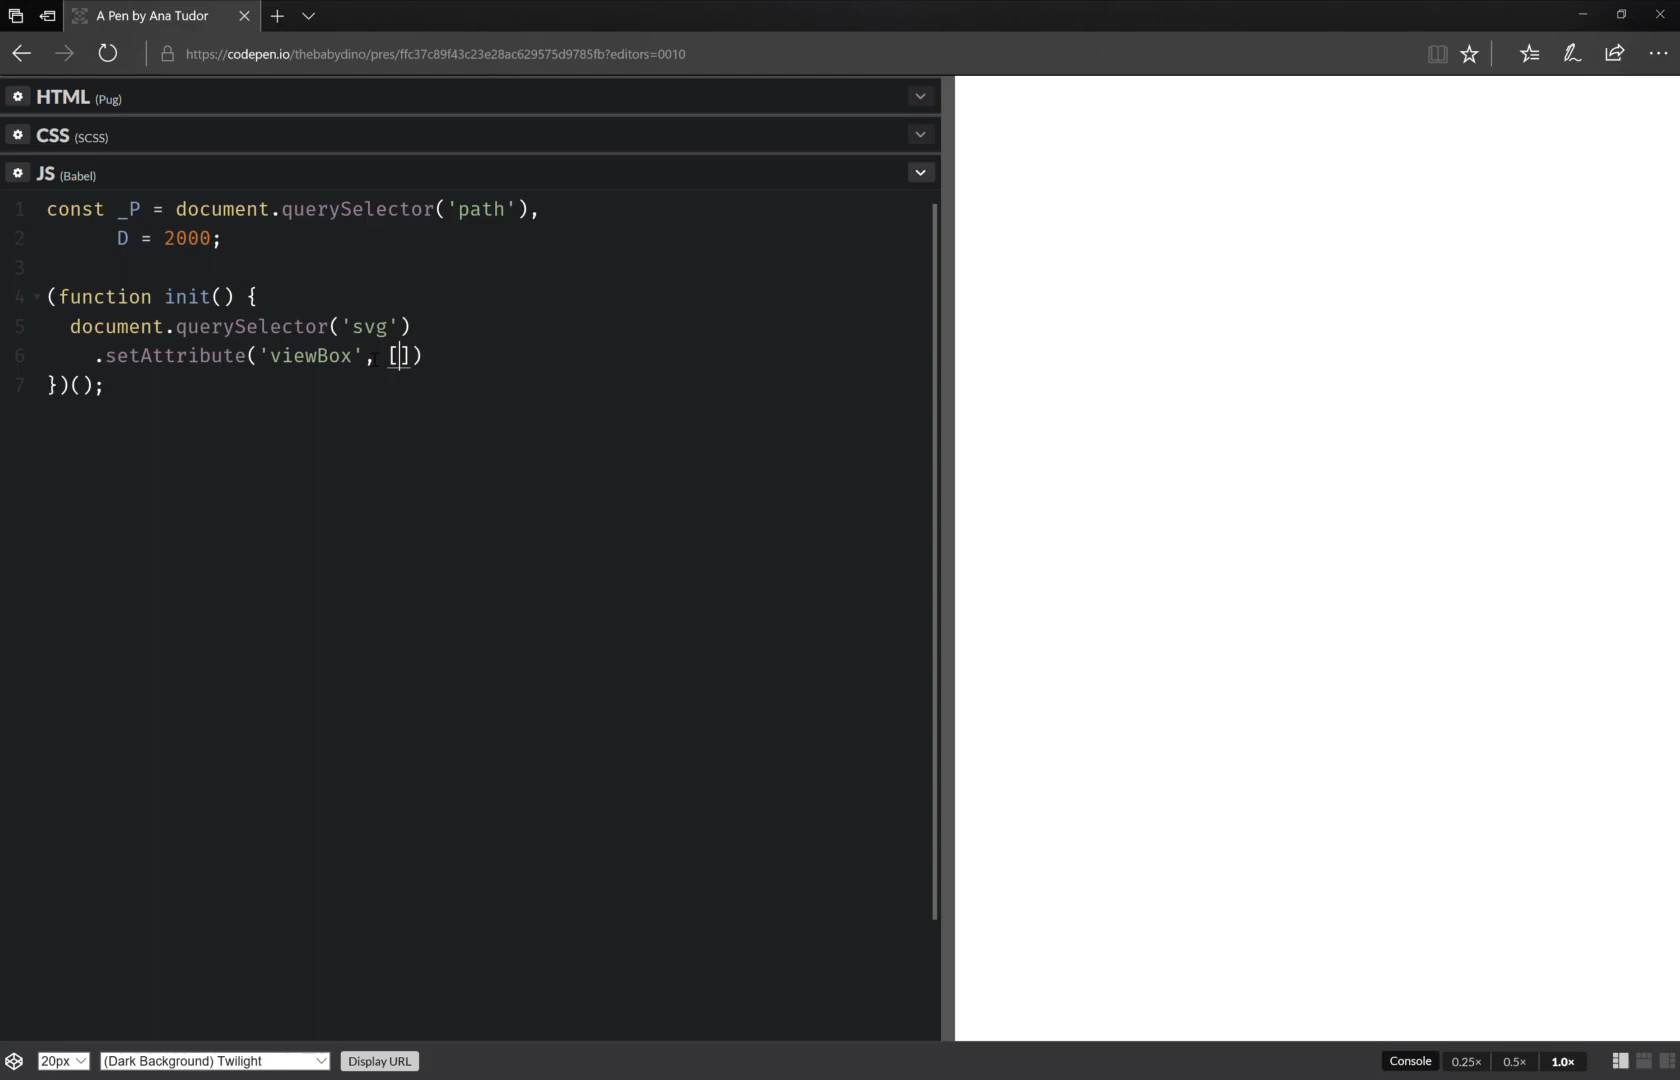 A Pen by Ana Tudor
https://codepen.io/thebabydino/pres/ffc37c89f43c23e28ac629575d9785fb?editors=0010
HTML (Pug)
CSS (SCSS)
JS (Babel)
1 const _P = document.querySelector('path'),
2 D = 2000;
3
4 (function init() {
5 document.querySelector('svg')
6 .setAttribute('viewBox', [])
7 })();
20px (Dark Background) Twilight Display URL Console 0.25× 0.5× 1.0×